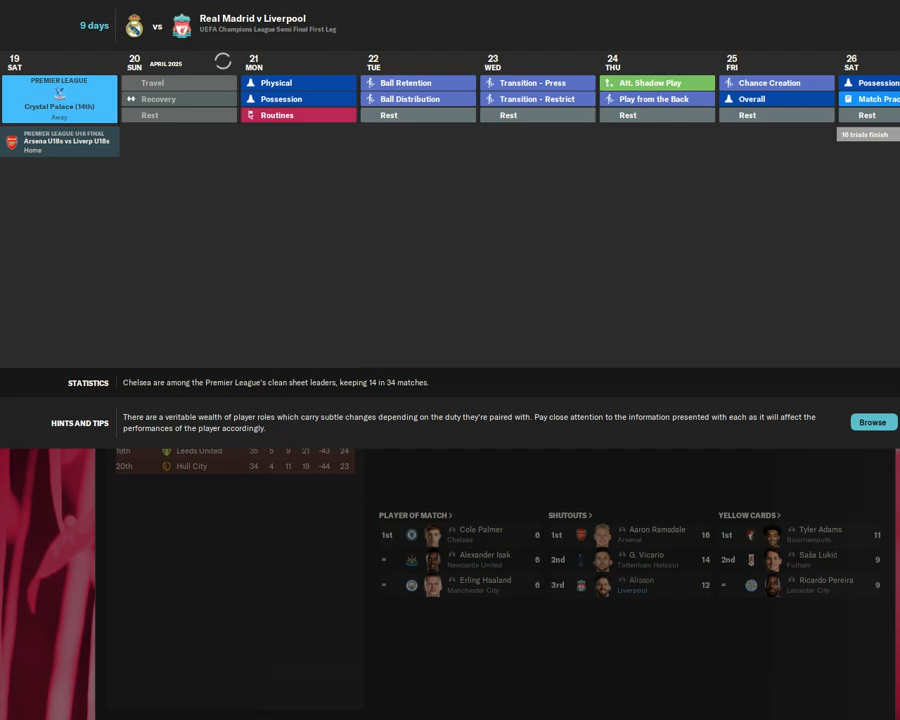 9 days
vs
Real Madrid v Liverpool
UEFA Champions League Semi Final First Leg
19
SAT
20
SUN
APRIL 2025
21
MON
22
TUE
23
WED
24
THU
25
FRI
26
SAT
PREMIER LEAGUE
Crystal Palace (14th)
Away
Travel
Recovery
Rest
Physical
Possession
Routines
Ball Retention
Ball Distribution
Rest
Transition - Press
Transition - Restrict
Rest
Att. Shadow Play
Play from the Back
Rest
Chance Creation
Overall
Rest
Possession
Match Prac
Rest
PREMIER LEAGUE U18 FINAL
Arsena U18s vs Liverp U18s
Home
16 trials finish
STATISTICS
Chelsea are among the Premier League's clean sheet leaders, keeping 14 in 34 matches.
HINTS AND TIPS
There are a veritable wealth of player roles which carry subtle changes depending on the duty they're paired with. Pay close attention to the information presented with each as it will affect the
performances of the player accordingly.
Browse
19th Leeds United 35 5 9 21 -43 24
20th Hull City 34 4 11 19 -44 23
PLAYER OF MATCH >
1st Cole Palmer 6
Chelsea
= Alexander Isak 6
Newcastle United
= Erling Haaland 6
Manchester City
SHUTOUTS >
1st Aaron Ramsdale 16
Arsenal
2nd G. Vicario 14
Tottenham Hotspur
3rd Alisson 12
Liverpool
YELLOW CARDS >
1st Tyler Adams 11
Bournemouth
2nd Saša Lukić 9
Fulham
= Ricardo Pereira 9
Leicester City